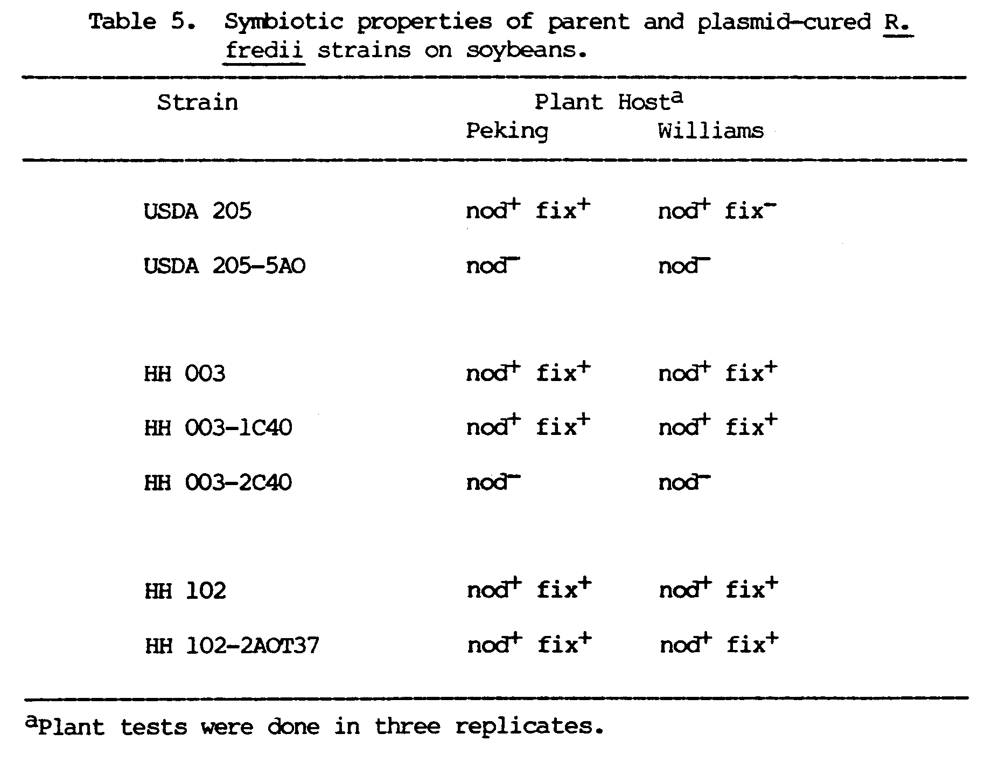 Table 5. Symbiotic properties of parent and plasmid-cured R.
fredii strains on soybeans.
Strain Plant Hostᵃ
Peking Williams
USDA 205 nod⁺ fix⁺ nod⁺ fix⁻
USDA 205-5AO nod⁻ nod⁻
HH 003 nod⁺ fix⁺ nod⁺ fix⁺
HH 003-1C40 nod⁺ fix⁺ nod⁺ fix⁺
HH 003-2C40 nod⁻ nod⁻
HH 102 nod⁺ fix⁺ nod⁺ fix⁺
HH 102-2AOT37 nod⁺ fix⁺ nod⁺ fix⁺
ᵃPlant tests were done in three replicates.